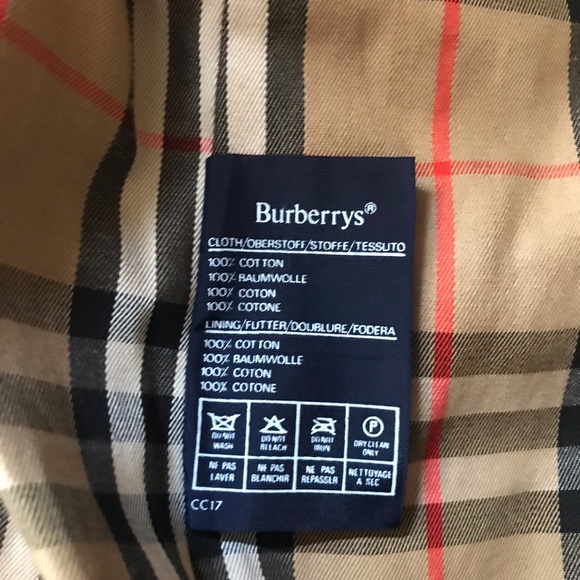 Burberrys®
CLOTH/OBERSTOFF/STOFFE/TESSUTO
100% COTTON
100% BAUMWOLLE
100% COTON
100% COTONE
LINING/FUTTER/DOUBLURE/FODERA
100% COTTON
100% BAUMWOLLE
100% COTON
100% COTONE
P
DO NOT WASH
DO NOT BLEACH
DO NOT IRON
DRY CLEAN ONLY
NE PAS LAVER
NE PAS BLANCHIR
NE PAS REPASSER
NETTOYAGE A SEC
CC17